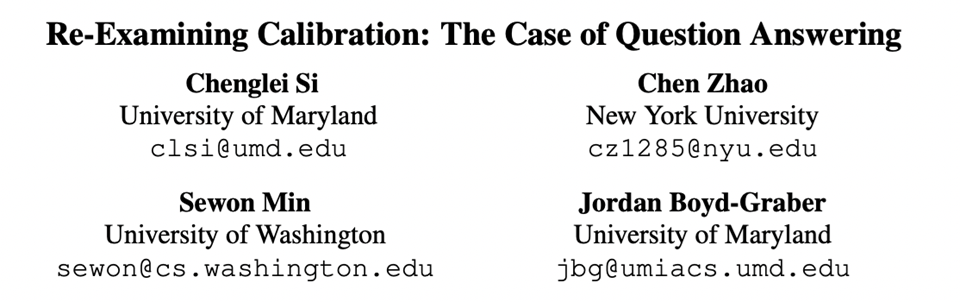 Re-Examining Calibration: The Case of Question Answering
Chenglei Si
University of Maryland
clsi@umd.edu
Chen Zhao
New York University
cz1285@nyu.edu
Sewon Min
University of Washington
sewon@cs.washington.edu
Jordan Boyd-Graber
University of Maryland
jbg@umiacs.umd.edu